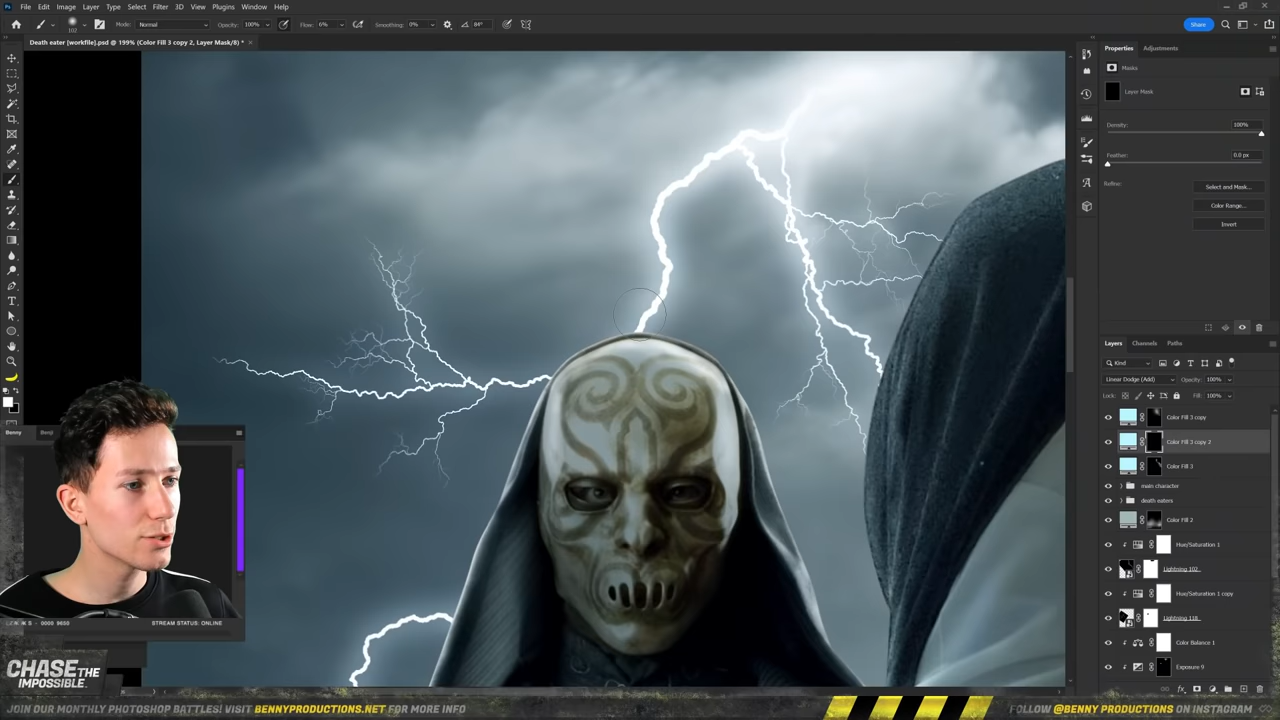 File Edit Image Layer Type Select Filter 3D View Plugins Window Help
102 Mode: Normal Opacity: 100% Flow: 6% Smoothing: 0% 84° Share
Death eater [workfile].psd @ 199% (Color Fill 3 copy 2, Layer Mask/8) * ×
Properties Adjustments
Masks
Layer Mask
Density: 100%
Feather: 0.0 px
Refine: Select and Mask...
Color Range...
Invert
Layers Channels Paths
Kind
Linear Dodge (Add) Opacity: 100%
Lock: Fill: 100%
Color Fill 3 copy
Color Fill 3 copy 2
Color Fill 3
main character
death eaters
Color Fill 2
Hue/Saturation 1
Lightning 102
Hue/Saturation 1 copy
Lightning 118
Color Balance 1
Exposure 9
Benny
STREAM STATUS: ONLINE
CHASE THE
IMPOSSIBLE
JOIN OUR MONTHLY PHOTOSHOP BATTLES! VISIT BENNYPRODUCTIONS.NET FOR MORE INFO
FOLLOW @BENNY PRODUCTIONS ON INSTAGRAM